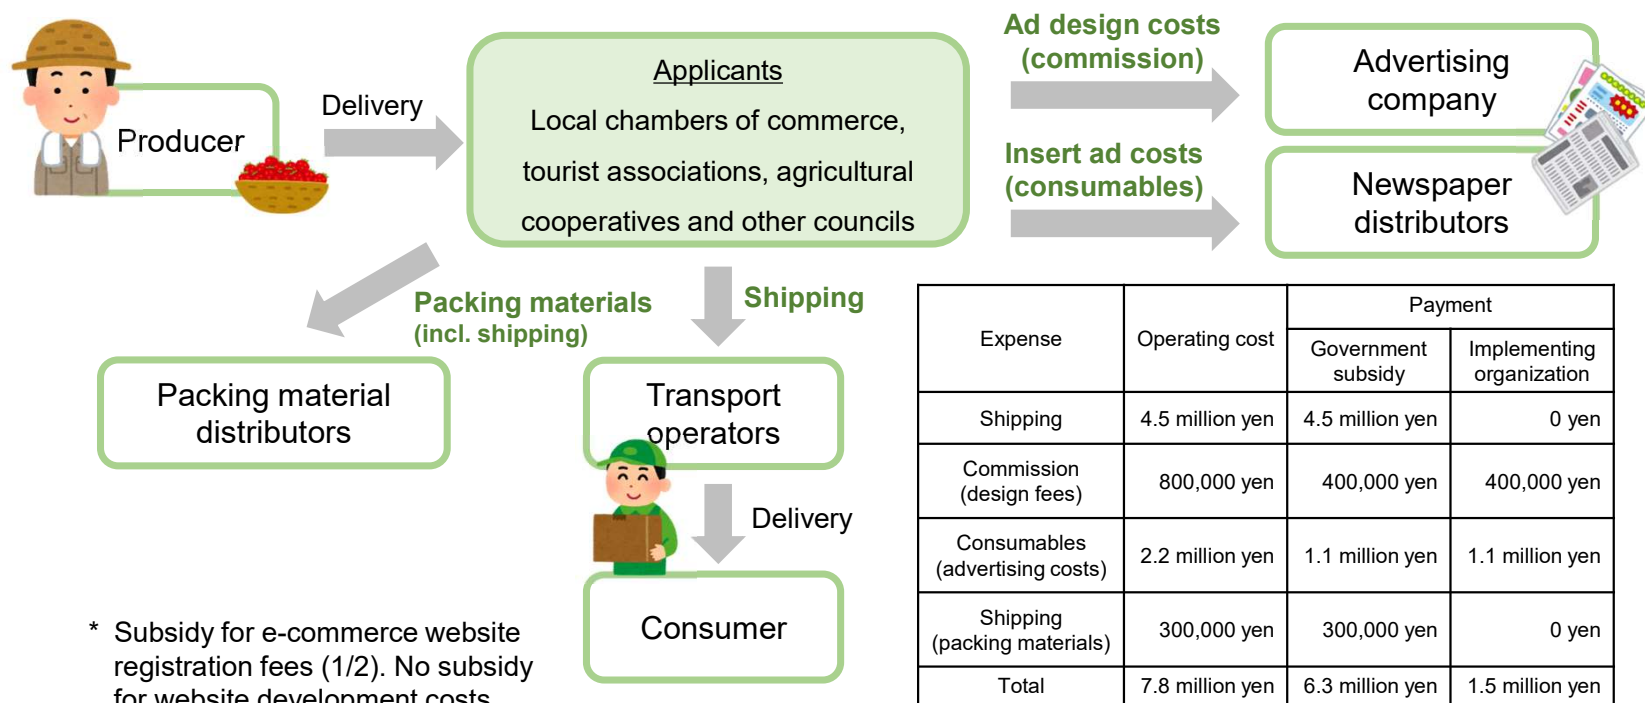 Producer
Delivery
Applicants
Local chambers of commerce,
tourist associations, agricultural
cooperatives and other councils
Ad design costs
(commission)
Advertising
company
Insert ad costs
(consumables)
Newspaper
distributors
Packing materials
(incl. shipping)
Shipping
Packing material
distributors
Transport
operators
Delivery
Consumer
* Subsidy for e-commerce website
registration fees (1/2). No subsidy
for website development costs
Expense
Operating cost
Payment
Government
subsidy
Implementing
organization
Shipping
4.5 million yen
4.5 million yen
0 yen
Commission
(design fees)
800,000 yen
400,000 yen
400,000 yen
Consumables
(advertising costs)
2.2 million yen
1.1 million yen
1.1 million yen
Shipping
(packing materials)
300,000 yen
300,000 yen
0 yen
Total
7.8 million yen
6.3 million yen
1.5 million yen